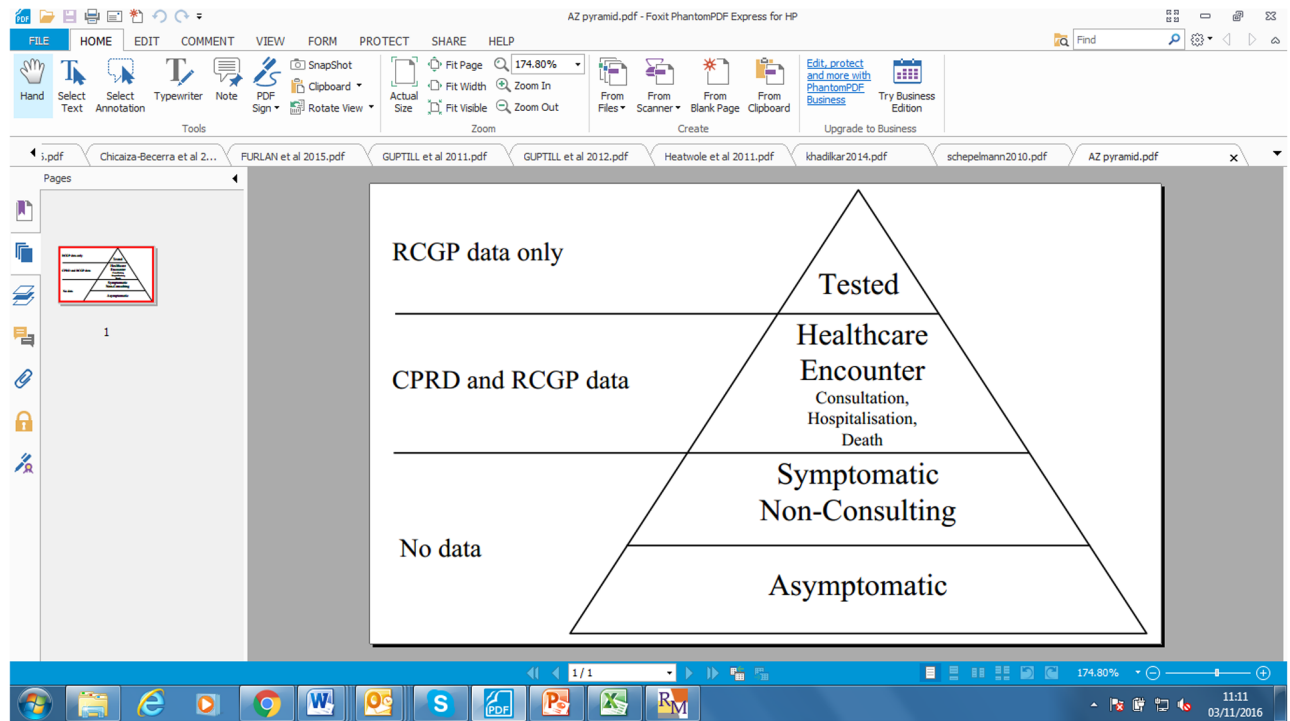 AZ pyramid.pdf - Foxit PhantomPDF Express for HP
FILE HOME EDIT COMMENT VIEW FORM PROTECT SHARE HELP
Find
Hand
Select Text
Select Annotation
Typewriter
Note
PDF Sign
SnapShot
Clipboard
Rotate View
Tools
Actual Size
Fit Page
Fit Width
Fit Visible
174.80%
Zoom In
Zoom Out
Zoom
From Files
From Scanner
From Blank Page
From Clipboard
Create
Edit, protect
and more with
PhantomPDF
Business
Try Business
Edition
Upgrade to Business
.pdf
Chicaiza-Becerra et al 2...
FURLAN et al 2015.pdf
GUPTILL et al 2011.pdf
GUPTILL et al 2012.pdf
Heatwole et al 2011.pdf
khadilkar2014.pdf
schepelmann2010.pdf
AZ pyramid.pdf
Pages
1
RCGP data only
Tested
CPRD and RCGP data
Healthcare
Encounter
Consultation,
Hospitalisation,
Death
No data
Symptomatic
Non-Consulting
Asymptomatic
1 / 1
174.80%
11:11
03/11/2016